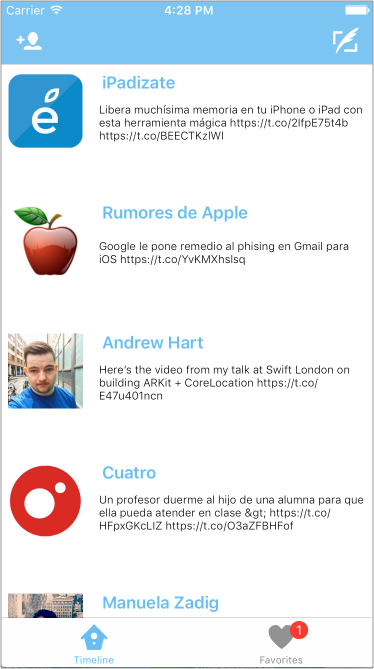 Carrier 4:28 PM
iPadizate
Libera muchísima memoria en tu iPhone o iPad con
esta herramienta mágica https://t.co/2lfpE75t4b
https://t.co/BEECTKzlWI
Rumores de Apple
Google le pone remedio al phising en Gmail para
iOS https://t.co/YvKMXhslsq
Andrew Hart
Here's the video from my talk at Swift London on
building ARKit + CoreLocation https://t.co/
E47u401ncn
Cuatro
Un profesor duerme al hijo de una alumna para que
ella pueda atender en clase &gt; https://t.co/
HFpxGKcLIZ https://t.co/O3aZFBHFof
Manuela Zadig
1
Timeline Favorites